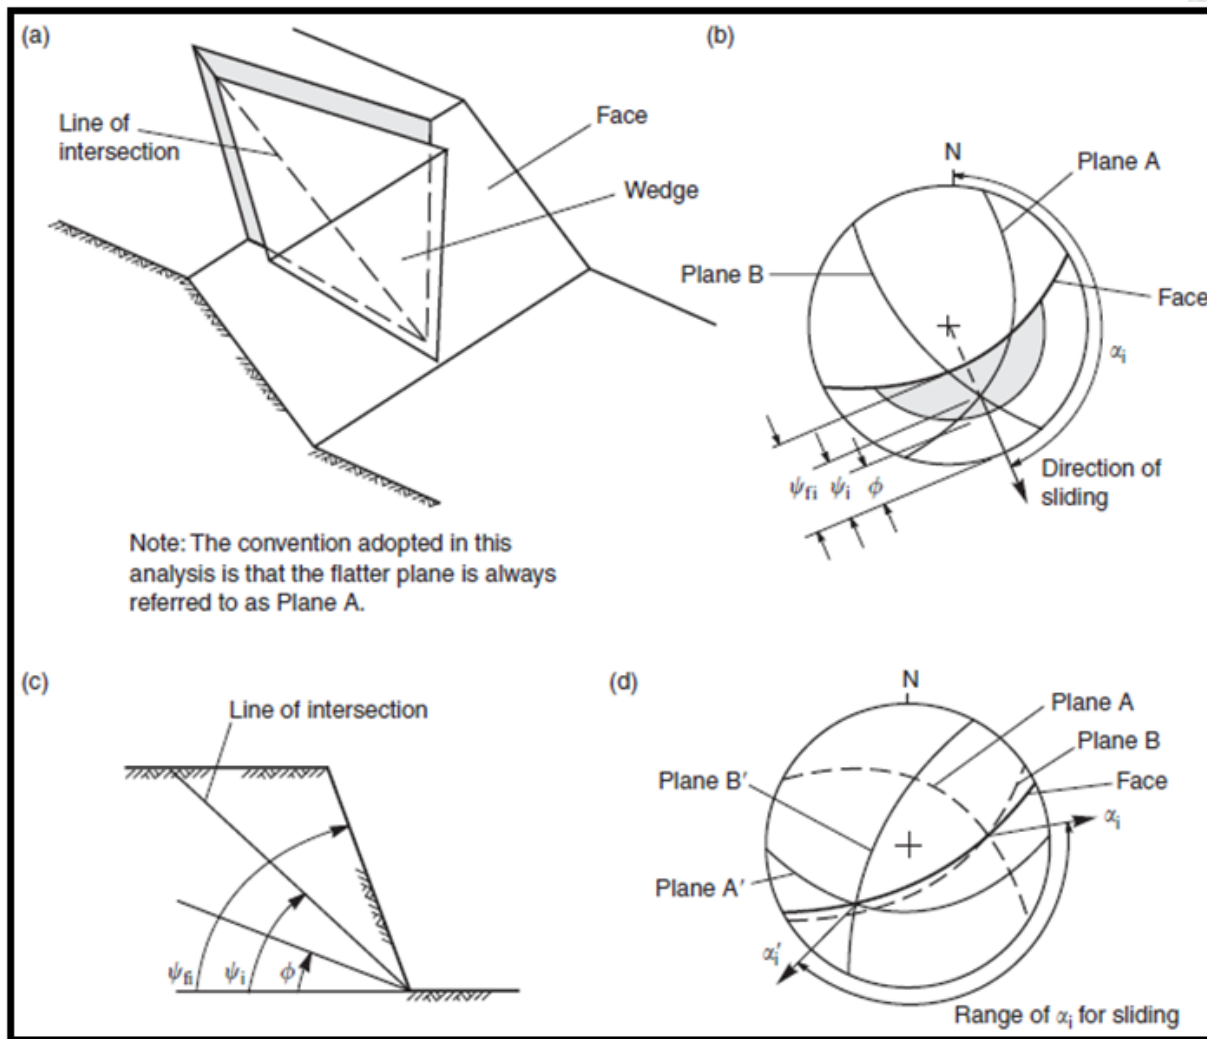 (a)
Line of
intersection
Face
Wedge
Note: The convention adopted in this
analysis is that the flatter plane is always
referred to as Plane A.
(b)
N
Plane A
Plane B
Face
αi
ψfi ψi ϕ
Direction of
sliding
(c)
Line of intersection
ψfi ψi ϕ
(d)
N
Plane A
Plane B
Plane B′
Face
αi
Plane A′
αi′
Range of αi for sliding